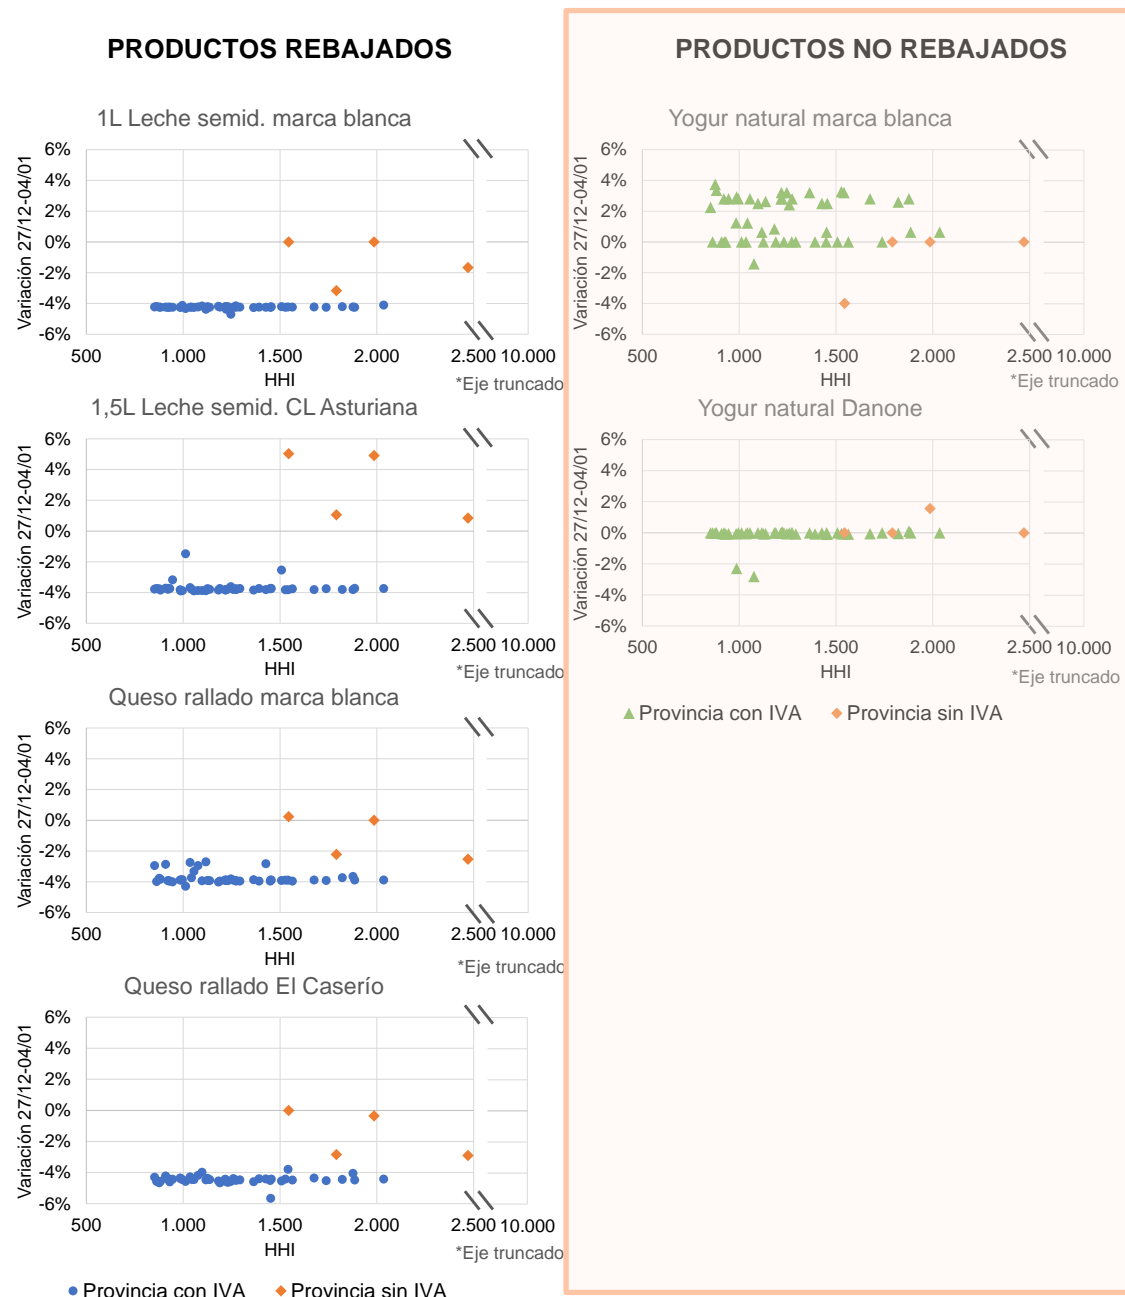 PRODUCTOS REBAJADOS
1L Leche semid. marca blanca
Variación 27/12-04/01
6%
4%
2%
0%
-2%
-4%
-6%
500 1.000 1.500 2.000 2.500 10.000
HHI
*Eje truncado
1,5L Leche semid. CL Asturiana
Variación 27/12-04/01
6%
4%
2%
0%
-2%
-4%
-6%
500 1.000 1.500 2.000 2.500 10.000
HHI
*Eje truncado
Queso rallado marca blanca
Variación 27/12-04/01
6%
4%
2%
0%
-2%
-4%
-6%
500 1.000 1.500 2.000 2.500 10.000
HHI
*Eje truncado
Queso rallado El Caserío
Variación 27/12-04/01
6%
4%
2%
0%
-2%
-4%
-6%
500 1.000 1.500 2.000 2.500 10.000
HHI
*Eje truncado
Provincia con IVA Provincia sin IVA
PRODUCTOS NO REBAJADOS
Yogur natural marca blanca
Variación 27/12-04/01
6%
4%
2%
0%
-2%
-4%
-6%
500 1.000 1.500 2.000 2.500 10.000
HHI
*Eje truncado
Yogur natural Danone
Variación 27/12-04/01
6%
4%
2%
0%
-2%
-4%
-6%
500 1.000 1.500 2.000 2.500 10.000
HHI
*Eje truncado
Provincia con IVA Provincia sin IVA